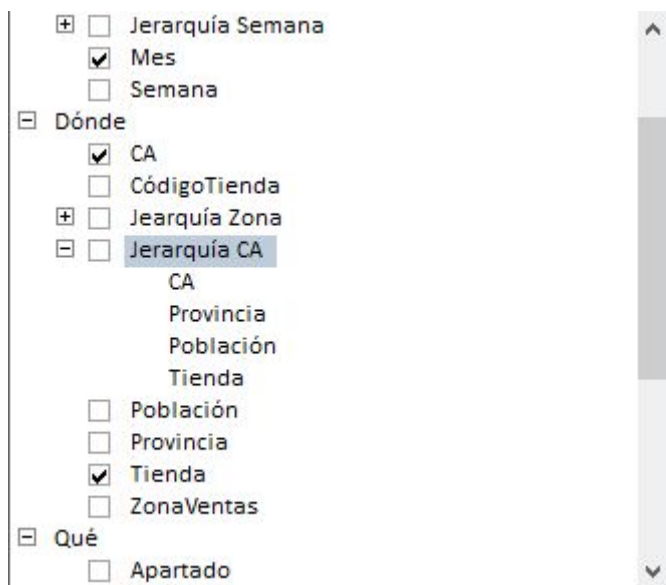 Jerarquía Semana
Mes
Semana
Dónde
CA
CódigoTienda
Jearquía Zona
Jerarquía CA
CA
Provincia
Población
Tienda
Población
Provincia
Tienda
ZonaVentas
Qué
Apartado